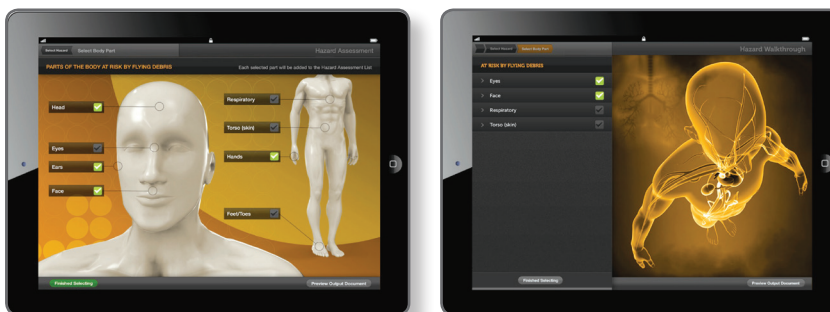 Select Hazard Select Body Part Hazard Assessment
PARTS OF THE BODY AT RISK BY FLYING DEBRIS Each selected part will be added to the Hazard Assessment List
Head
Eyes
Ears
Face
Respiratory
Torso (skin)
Hands
Feet/Toes
Finished Selecting Preview Output Document
Select Hazard Select Body Part Hazard Walkthrough
AT RISK BY FLYING DEBRIS
Eyes
Face
Respiratory
Torso (skin)
Finished Selecting Preview Output Document